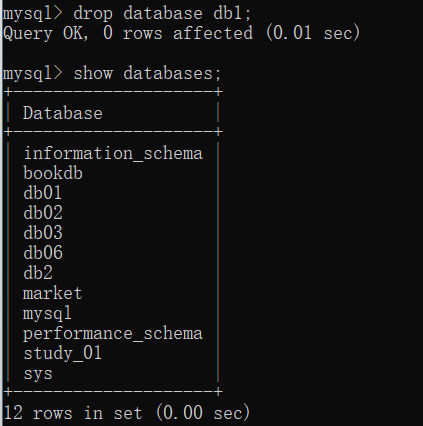 mysql> drop database db1;
Query OK, 0 rows affected (0.01 sec)
mysql> show databases;
+--------------------+
| Database           |
+--------------------+
| information_schema |
| bookdb             |
| db01               |
| db02               |
| db03               |
| db06               |
| db2                |
| market             |
| mysql              |
| performance_schema |
| study_01           |
| sys                |
+--------------------+
12 rows in set (0.00 sec)